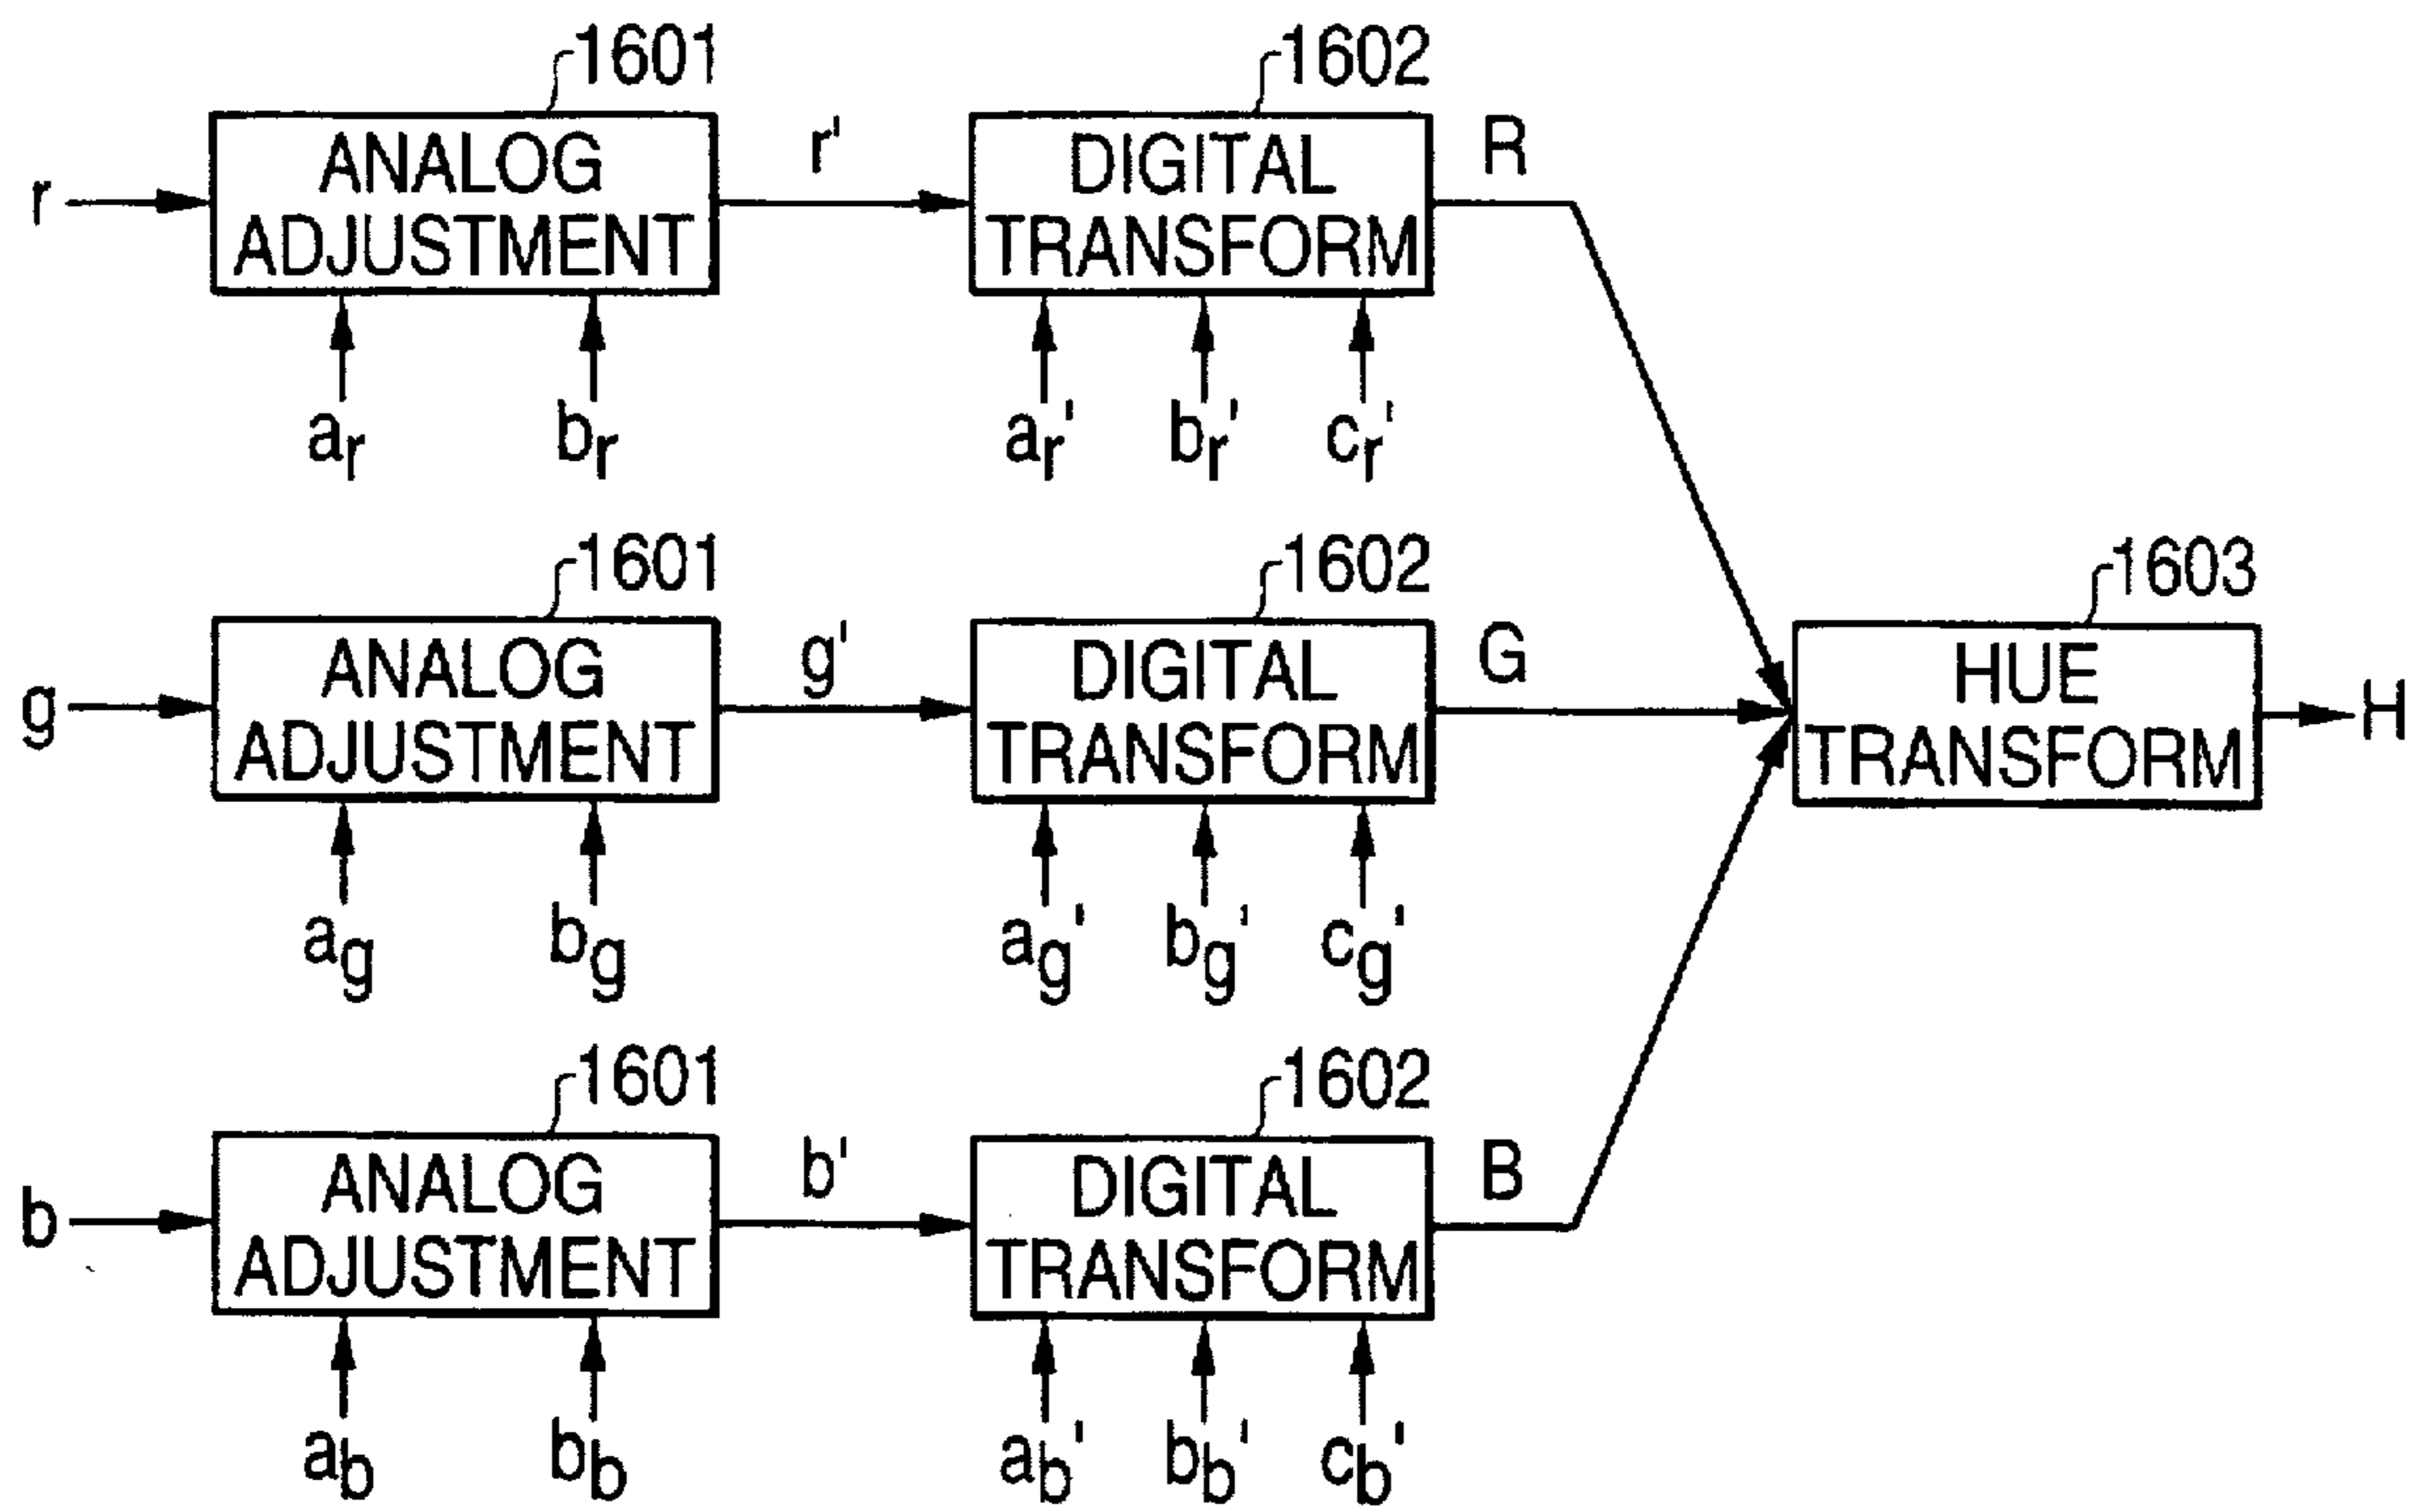 1601 1602
r ANALOG r' DIGITAL R
ADJUSTMENT TRANSFORM
ar br ar' br' cr'
1601 1602 1603
g ANALOG g' DIGITAL G HUE H
ADJUSTMENT TRANSFORM TRANSFORM
ag bg ag' bg' cg'
1601 1602
b ANALOG b' DIGITAL B
ADJUSTMENT TRANSFORM
ab bb ab' bb' cb'